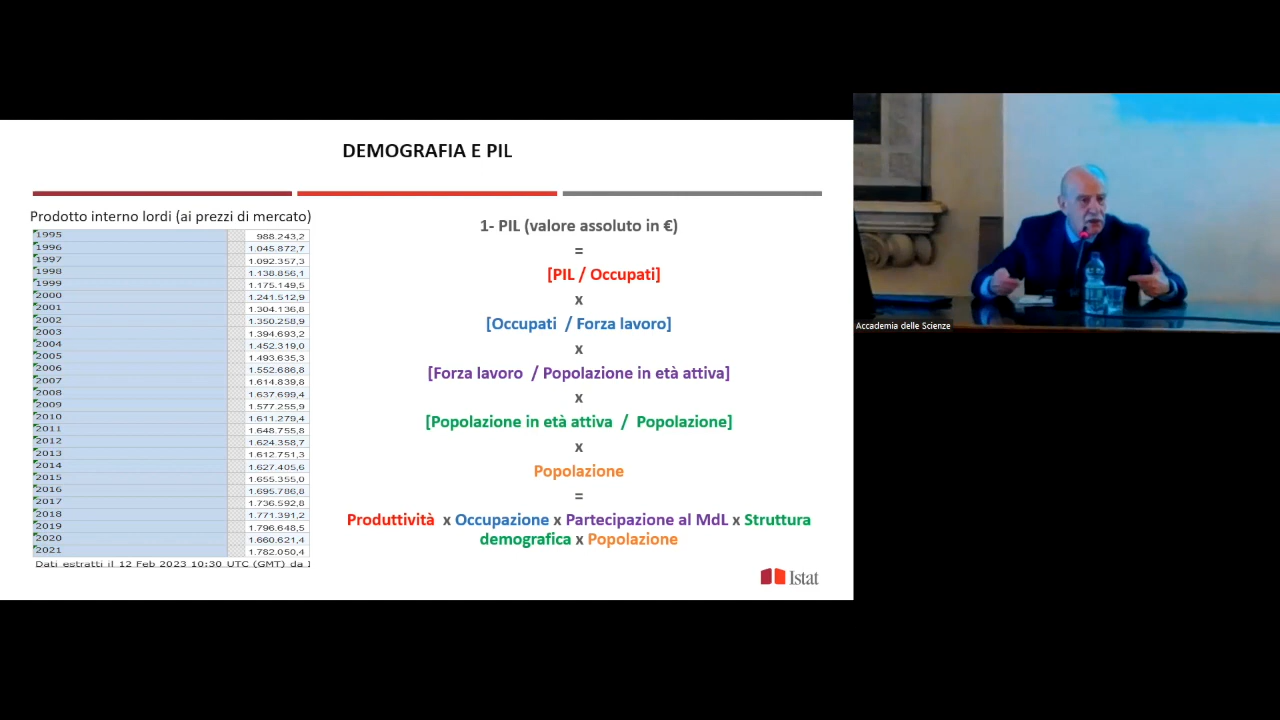 DEMOGRAFIA E PIL
Prodotto interno lordi (ai prezzi di mercato)
1995 988.243,2
1996 1.045.872,7
1997 1.092.357,3
1998 1.138.856,1
1999 1.175.149,5
2000 1.241.512,9
2001 1.304.136,8
2002 1.350.258,9
2003 1.394.693,2
2004 1.452.319,0
2005 1.493.635,3
2006 1.552.686,8
2007 1.614.839,8
2008 1.637.699,4
2009 1.577.255,9
2010 1.611.279,4
2011 1.648.755,8
2012 1.624.358,7
2013 1.612.751,3
2014 1.627.405,6
2015 1.655.355,0
2016 1.695.786,8
2017 1.736.592,8
2018 1.771.391,2
2019 1.796.648,5
2020 1.660.621,4
2021 1.782.050,4
Dati estratti il 12 Feb 2023 10:30 UTC (GMT) da
1- PIL (valore assoluto in €)
=
[PIL / Occupati]
x
[Occupati / Forza lavoro]
x
[Forza lavoro / Popolazione in età attiva]
x
[Popolazione in età attiva / Popolazione]
x
Popolazione
=
Produttività x Occupazione x Partecipazione al MdL x Struttura
demografica x Popolazione
Istat
Accademia delle Scienze